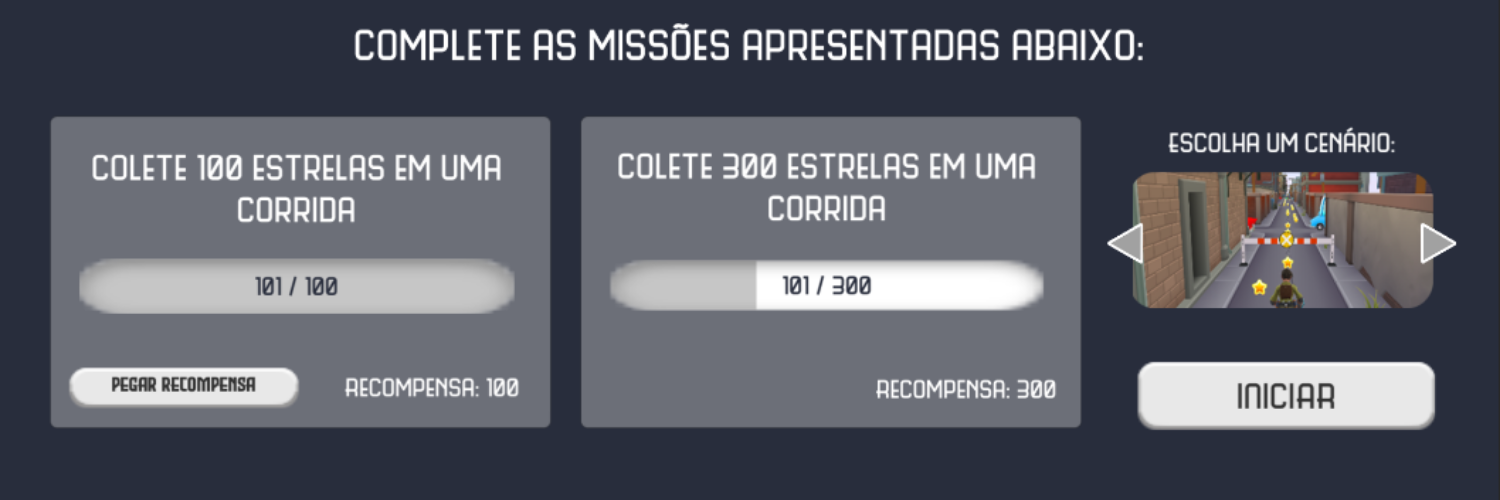 COMPLETE AS MISSÕES APRESENTADAS ABAIXO:
COLETE 100 ESTRELAS EM UMA
CORRIDA
101 / 100
PEGAR RECOMPENSA
RECOMPENSA: 100
COLETE 300 ESTRELAS EM UMA
CORRIDA
101 / 300
RECOMPENSA: 300
ESCOLHA UM CENÁRIO:
INICIAR